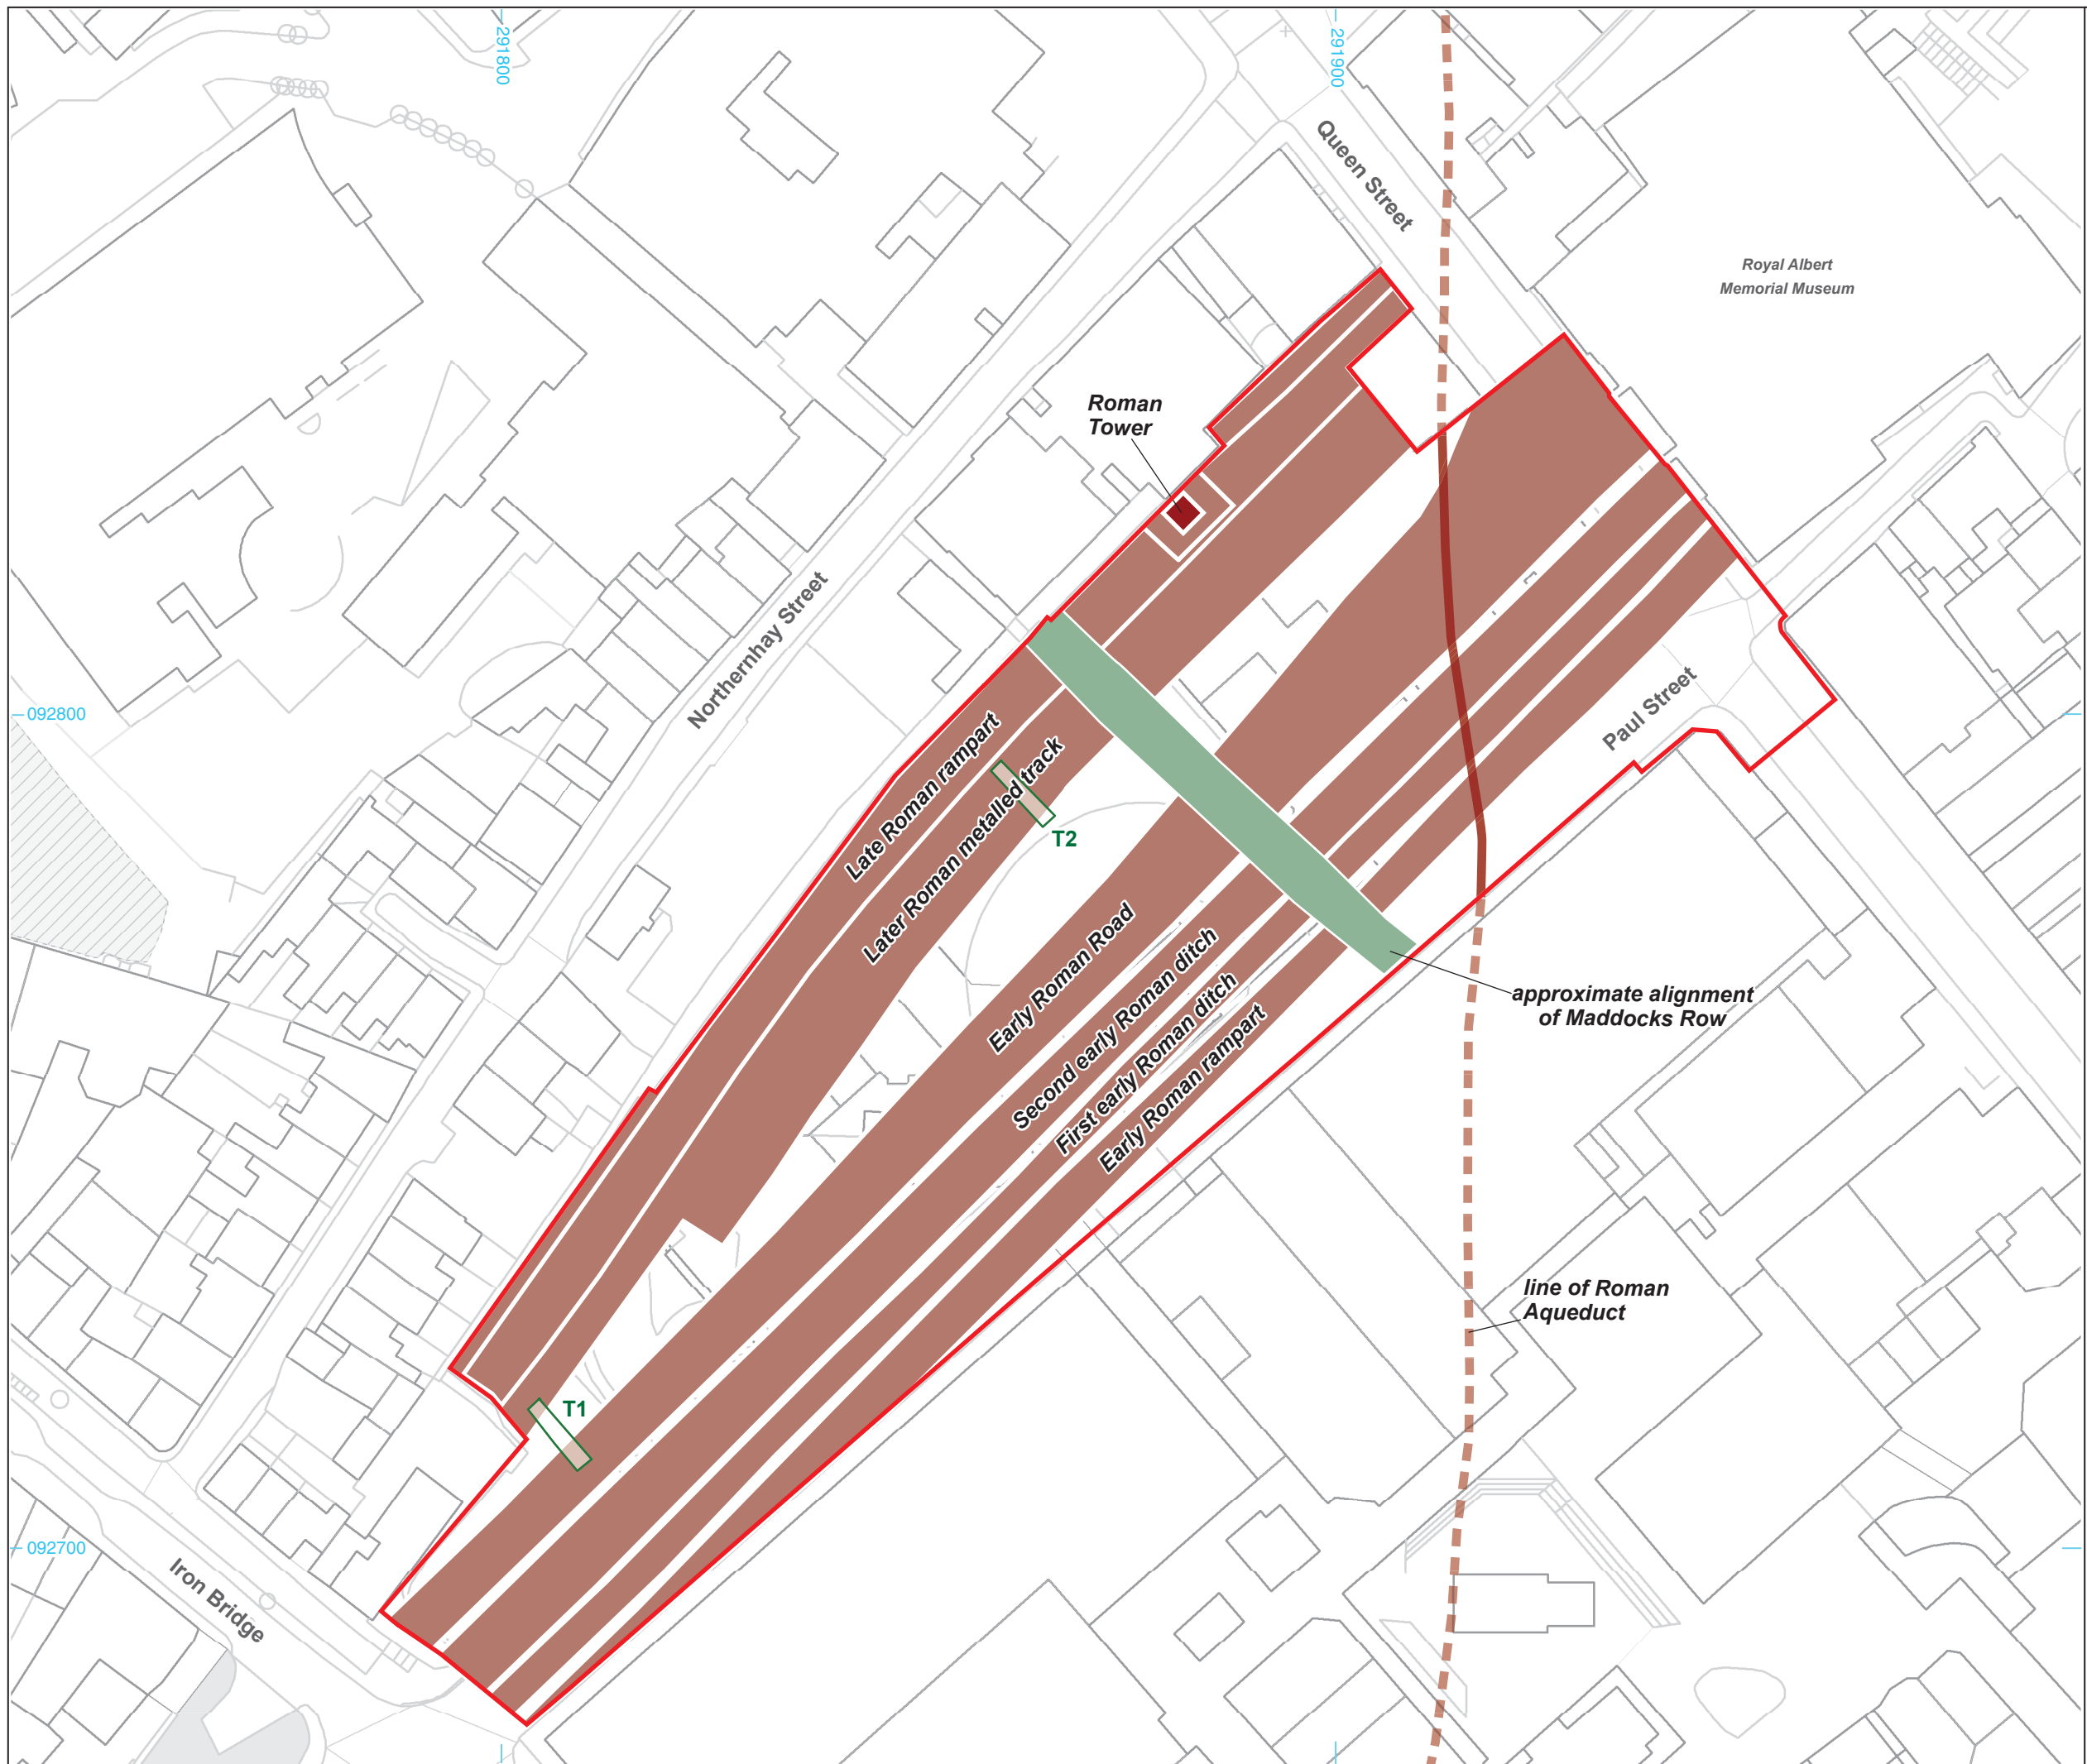 291800
291900
Queen Street
Royal Albert
Memorial Museum
Roman
Tower
Northernhay Street
092800
Paul Street
Late Roman rampart
Later Roman metalled track
T2
Early Roman Road
Second early Roman ditch
First early Roman ditch
Early Roman rampart
approximate alignment
of Maddocks Row
line of Roman
Aqueduct
T1
092700
Iron Bridge